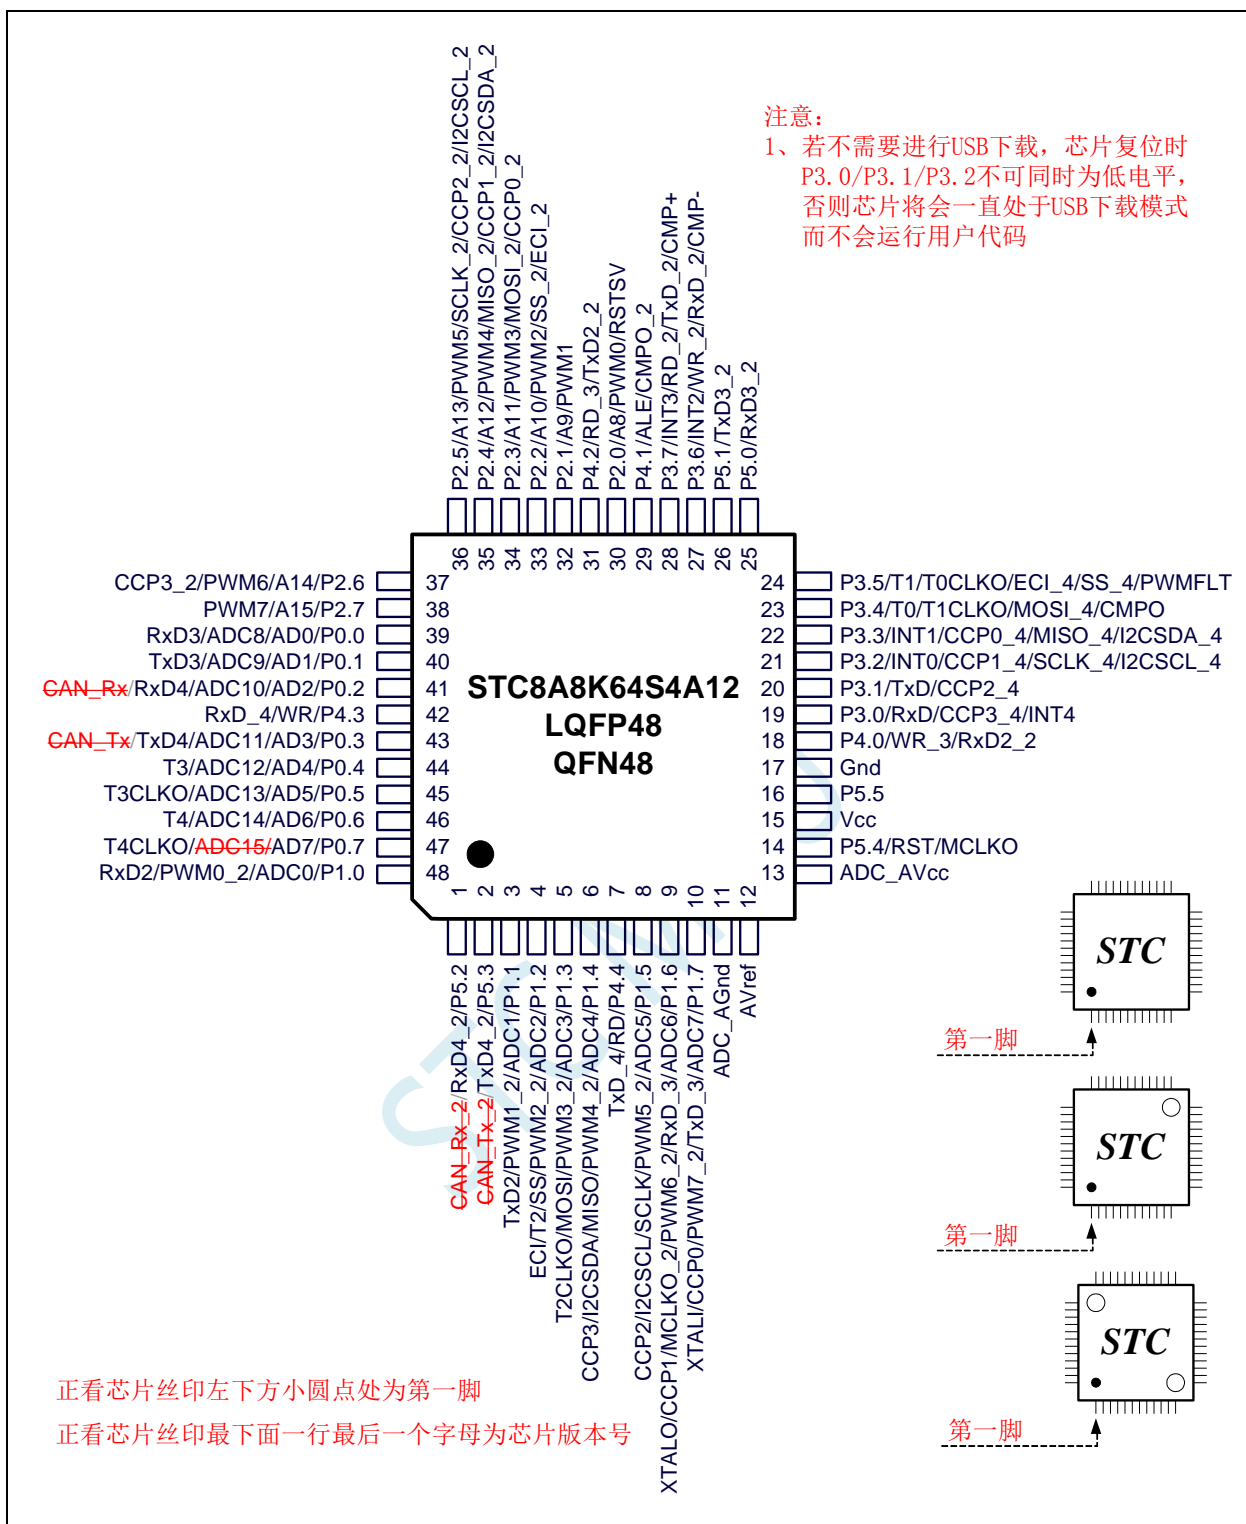 注意:
1、若不需要进行USB下载, 芯片复位时
P3.0/P3.1/P3.2不可同时为低电平,
否则芯片将会一直处于USB下载模式
而不会运行用户代码
P2.5/A13/PWM5/SCLK_2/CCP2_2/I2CSCL_2
P2.4/A12/PWM4/MISO_2/CCP1_2/I2CSDA_2
P2.3/A11/PWM3/MOSI_2/CCP0_2
P2.2/A10/PWM2/SS_2/ECI_2
P2.1/A9/PWM1
P4.2/RD_3/TxD2_2
P2.0/A8/PWM0/RSTSV
P4.1/ALE/CMPO_2
P3.7/INT3/RD_2/TxD_2/CMP+
P3.6/INT2/WR_2/RxD_2/CMP-
P5.1/TxD3_2
P5.0/RxD3_2
36 35 34 33 32 31 30 29 28 27 26 25
CCP3_2/PWM6/A14/P2.6 37
PWM7/A15/P2.7 38
RxD3/ADC8/AD0/P0.0 39
TxD3/ADC9/AD1/P0.1 40
CAN_Rx/RxD4/ADC10/AD2/P0.2 41
RxD_4/WR/P4.3 42
CAN_Tx/TxD4/ADC11/AD3/P0.3 43
T3/ADC12/AD4/P0.4 44
T3CLKO/ADC13/AD5/P0.5 45
T4/ADC14/AD6/P0.6 46
T4CLKO/ADC15/AD7/P0.7 47
RxD2/PWM0_2/ADC0/P1.0 48
STC8A8K64S4A12
LQFP48
QFN48
24 P3.5/T1/T0CLKO/ECI_4/SS_4/PWMFLT
23 P3.4/T0/T1CLKO/MOSI_4/CMPO
22 P3.3/INT1/CCP0_4/MISO_4/I2CSDA_4
21 P3.2/INT0/CCP1_4/SCLK_4/I2CSCL_4
20 P3.1/TxD/CCP2_4
19 P3.0/RxD/CCP3_4/INT4
18 P4.0/WR_3/RxD2_2
17 Gnd
16 P5.5
15 Vcc
14 P5.4/RST/MCLKO
13 ADC_AVcc
1 2 3 4 5 6 7 8 9 10 11 12
CAN_Rx_2/RxD4_2/P5.2
CAN_Tx_2/TxD4_2/P5.3
TxD2/PWM1_2/ADC1/P1.1
ECI/T2/SS/PWM2_2/ADC2/P1.2
T2CLKO/MOSI/PWM3_2/ADC3/P1.3
CCP3/I2CSDA/MISO/PWM4_2/ADC4/P1.4
TxD_4/RD/P4.4
CCP2/I2CSCL/SCLK/PWM5_2/ADC5/P1.5
XTALO/CCP1/MCLKO_2/PWM6_2/RxD_3/ADC6/P1.6
XTALI/CCP0/PWM7_2/TxD_3/ADC7/P1.7
ADC_AGnd
AVref
STC
第一脚
STC
第一脚
STC
第一脚
正看芯片丝印左下方小圆点处为第一脚
正看芯片丝印最下面一行最后一个字母为芯片版本号